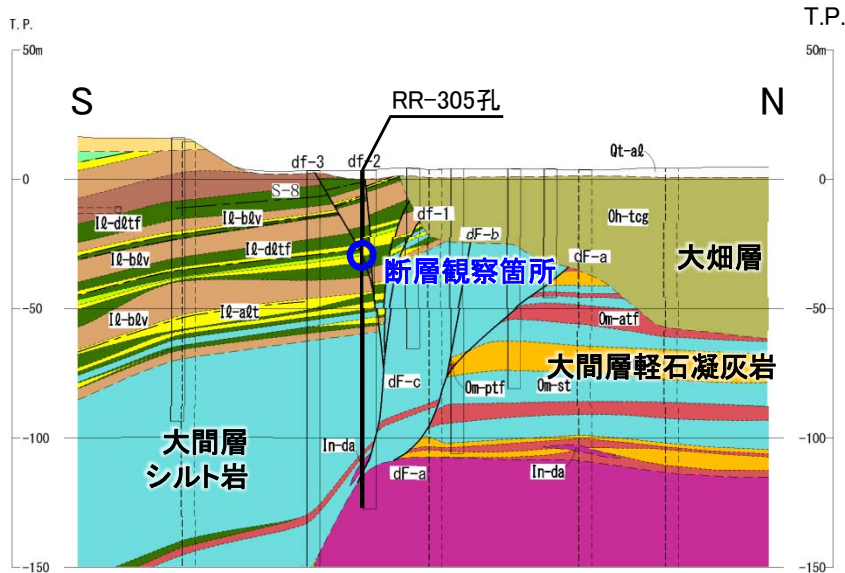 T.P.
T.P.
50m
50m
RR-305孔
S
N
Qt-aℓ
df-3
df-2
0
0
S-8
df-1
Oh-tcg
Iℓ-dℓtf
Iℓ-bℓv
dF-b
大畑層
Iℓ-dℓtf
Iℓ-bℓv
断層観察箇所
dF-a
-50
-50
Iℓ-aℓt
Iℓ-bℓv
Om-atf
大間層軽石凝灰岩
dF-c
Om-ptf
Om-st
-100
-100
大間層
シルト岩
In-da
dF-a
In-da
-150
-150